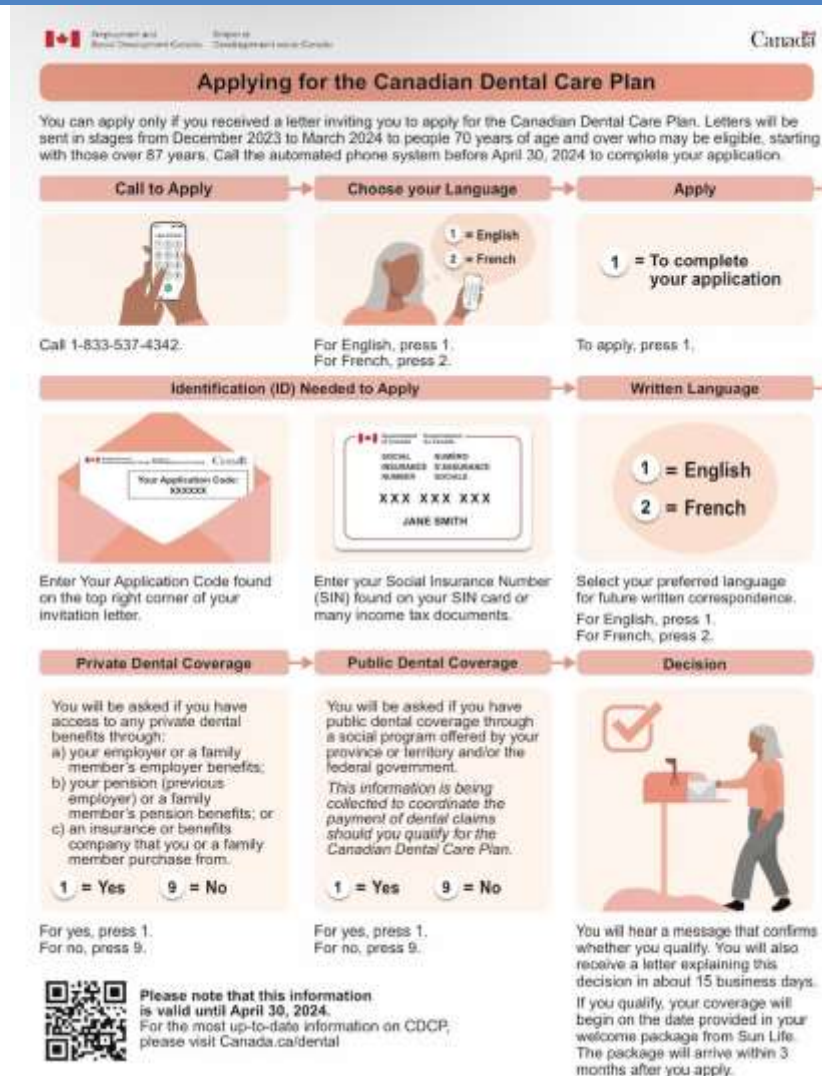 Employment and
Social Development Canada
Emploi et
Développement social Canada
Canada
Applying for the Canadian Dental Care Plan
You can apply only if you received a letter inviting you to apply for the Canadian Dental Care Plan. Letters will be
sent in stages from December 2023 to March 2024 to people 70 years of age and over who may be eligible, starting
with those over 87 years. Call the automated phone system before April 30, 2024 to complete your application.
Call to Apply
Call 1-833-537-4342.
Choose your Language
1 = English
2 = French
For English, press 1.
For French, press 2.
Apply
1 = To complete
your application
To apply, press 1.
Identification (ID) Needed to Apply
Canada
Your Application Code:
XXXXXX
Enter Your Application Code found
on the top right corner of your
invitation letter.
SOCIAL
INSURANCE
NUMBER
NUMÉRO
D'ASSURANCE
SOCIALE
XXX XXX XXX
JANE SMITH
Enter your Social Insurance Number
(SIN) found on your SIN card or
many income tax documents.
Written Language
1 = English
2 = French
Select your preferred language
for future written correspondence.
For English, press 1.
For French, press 2.
Private Dental Coverage
You will be asked if you have
access to any private dental
benefits through:
a) your employer or a family
member's employer benefits;
b) your pension (previous
employer) or a family
member's pension benefits; or
c) an insurance or benefits
company that you or a family
member purchase from.
1 = Yes 9 = No
For yes, press 1.
For no, press 9.
Public Dental Coverage
You will be asked if you have
public dental coverage through
a social program offered by your
province or territory and/or the
federal government.
This information is being
collected to coordinate the
payment of dental claims
should you qualify for the
Canadian Dental Care Plan.
1 = Yes 9 = No
For yes, press 1.
For no, press 9.
Decision
You will hear a message that confirms
whether you qualify. You will also
receive a letter explaining this
decision in about 15 business days.
If you qualify, your coverage will
begin on the date provided in your
welcome package from Sun Life.
The package will arrive within 3
months after you apply.
Please note that this information
is valid until April 30, 2024.
For the most up-to-date information on CDCP,
please visit Canada.ca/dental